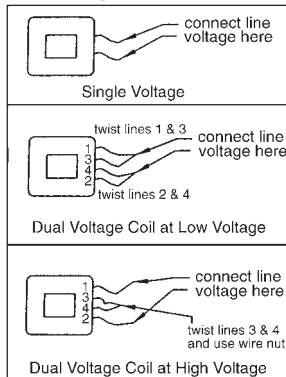 connect line
voltage here
Single Voltage
twist lines 1 & 3
connect line
voltage here
1
3
4
2
twist lines 2 & 4
Dual Voltage Coil at Low Voltage
connect line
voltage here
1
3
4
2
twist lines 3 & 4
and use wire nut
Dual Voltage Coil at High Voltage